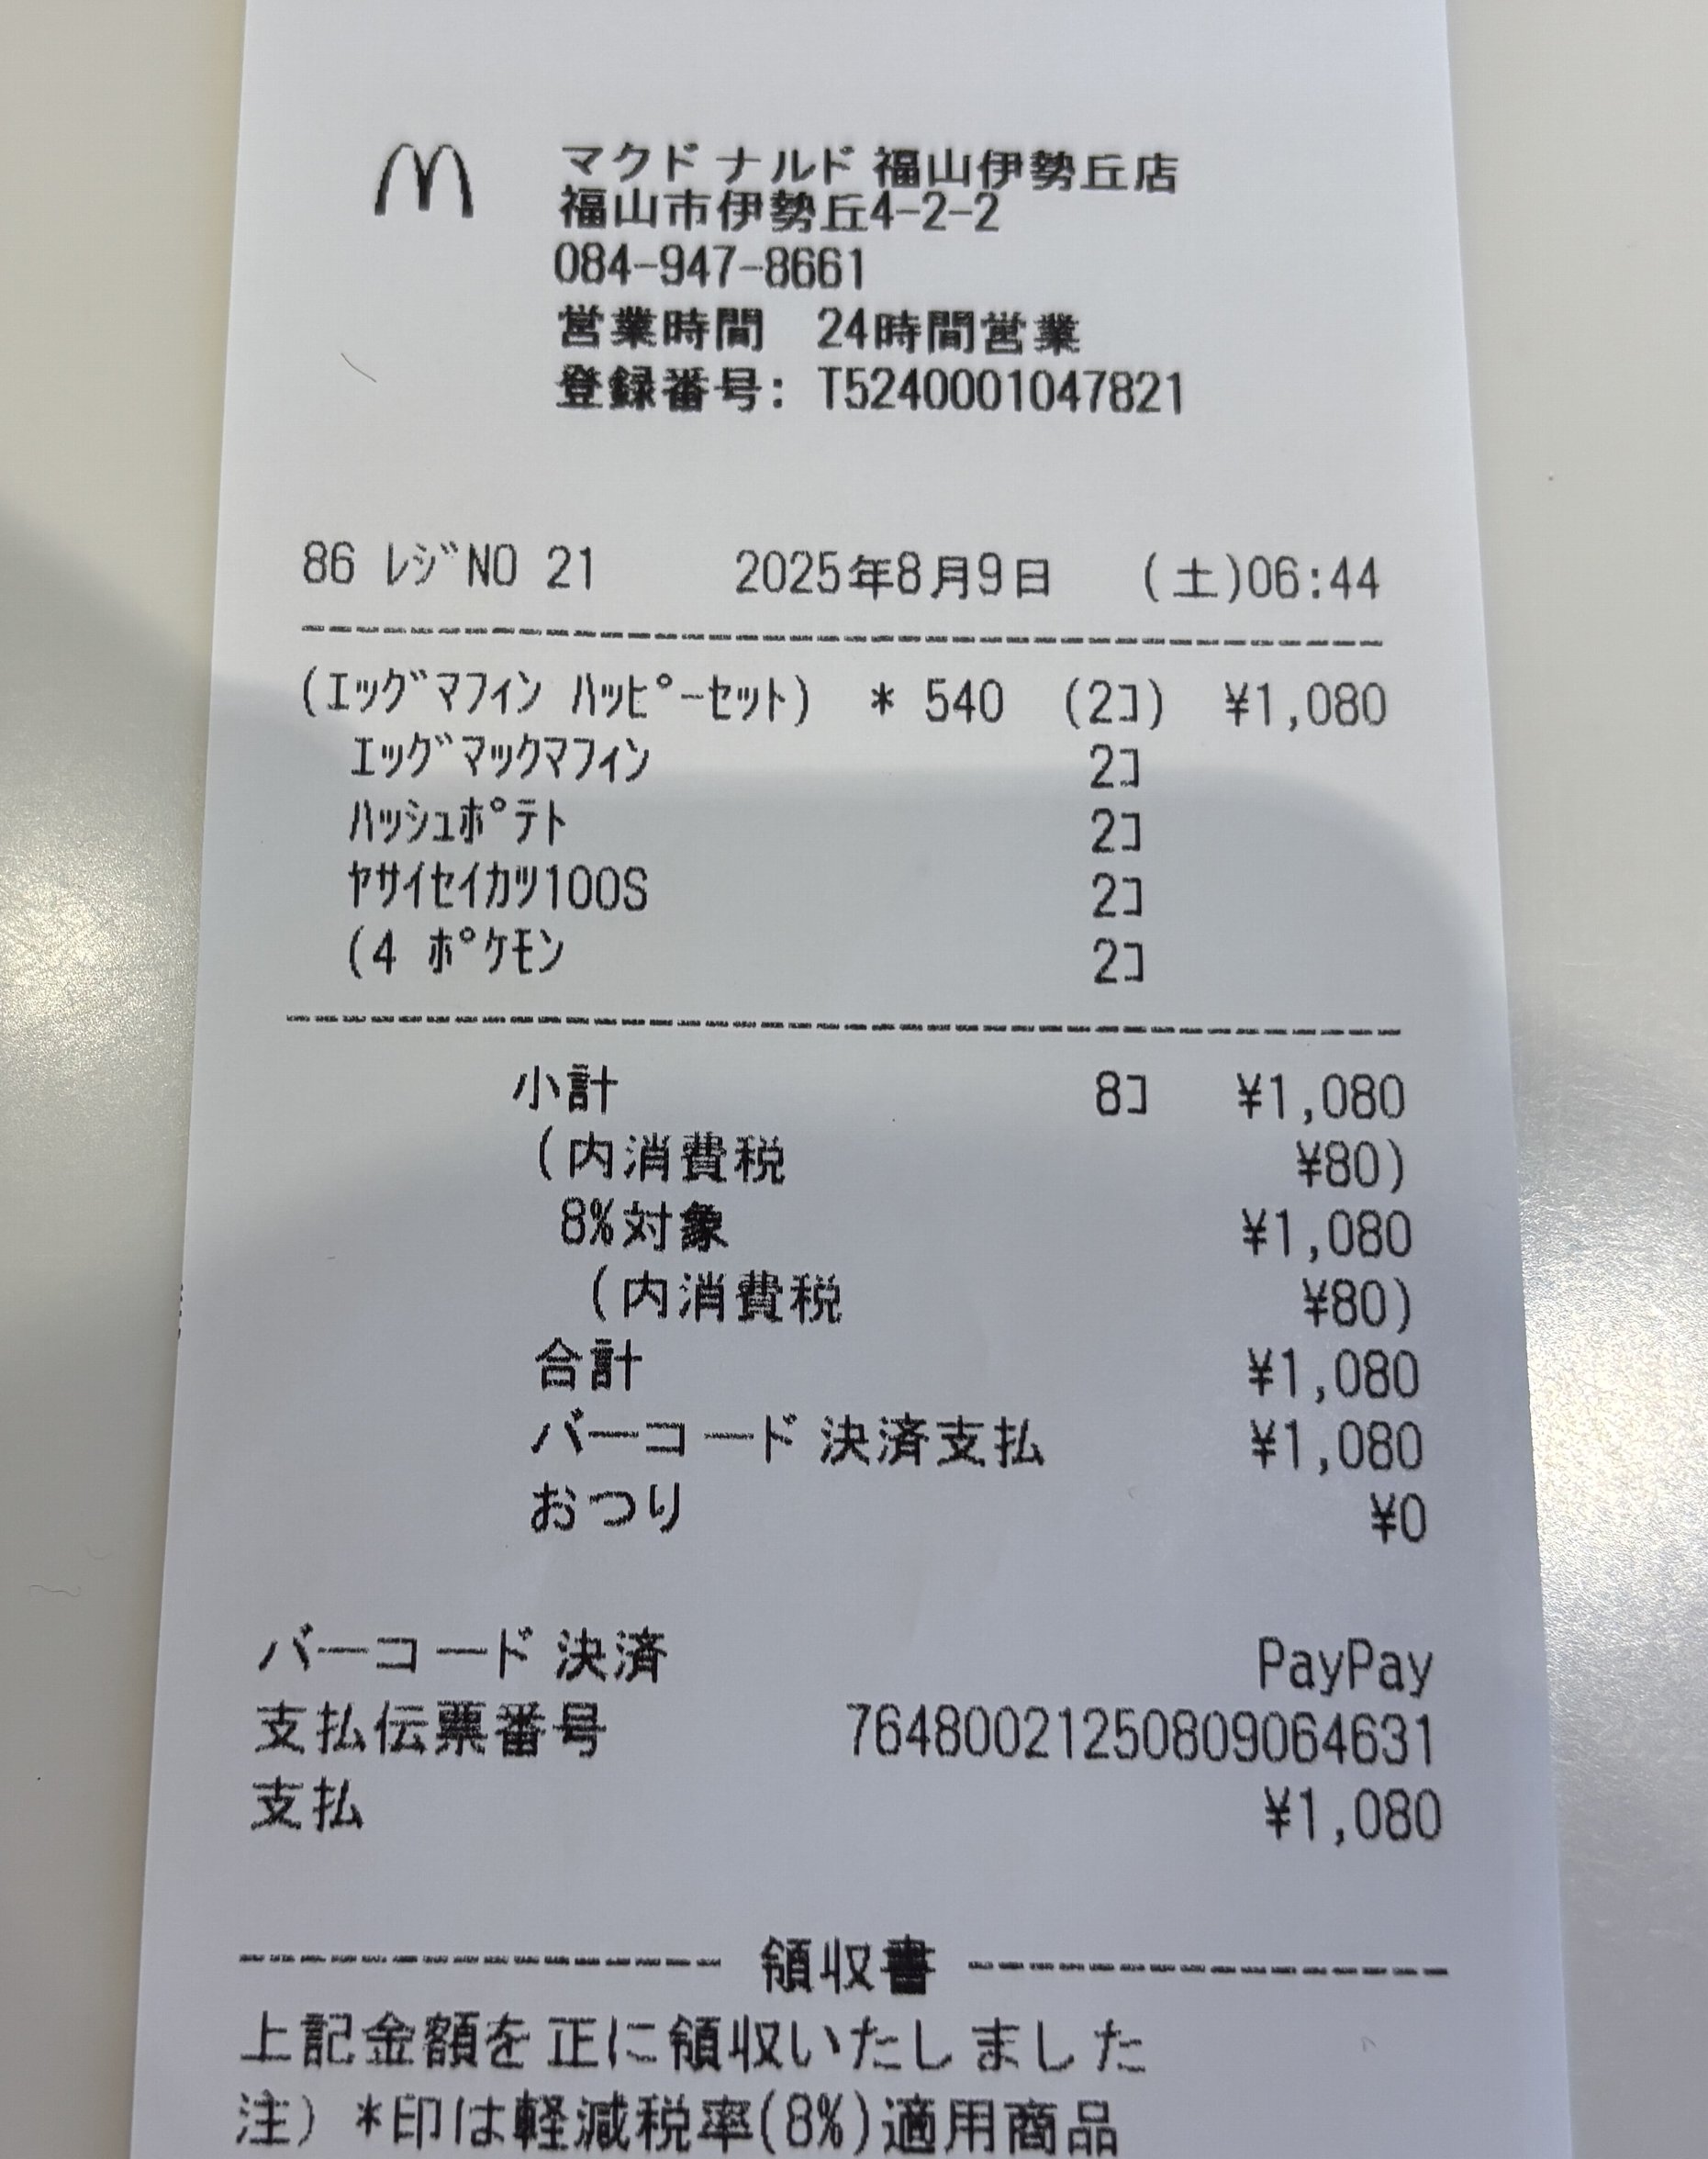 マクドナルド福山伊勢丘店
福山市伊勢丘4-2-2
084-947-8661
営業時間 24時間営業
登録番号: T5240001047821
86 ﾚｼﾞNO 21 2025年8月9日 (土)06:44
(ｴｯｸﾞﾏﾌｨﾝ ﾊｯﾋﾟｰｾｯﾄ) * 540 (2ｺ) ¥1,080
ｴｯｸﾞﾏｯｸﾏﾌｨﾝ 2ｺ
ﾊｯｼｭﾎﾟﾃﾄ 2ｺ
ﾔｻｲｾｲｶﾂ100S 2ｺ
(4 ﾎﾟｹﾓﾝ 2ｺ
小計 8ｺ ¥1,080
(内消費税 ¥80)
8%対象 ¥1,080
(内消費税 ¥80)
合計 ¥1,080
バーコード決済支払 ¥1,080
おつり ¥0
バーコード決済 PayPay
支払伝票番号 76480021250809064631
支払 ¥1,080
領収書
上記金額を正に領収いたしました
注) *印は軽減税率(8%)適用商品